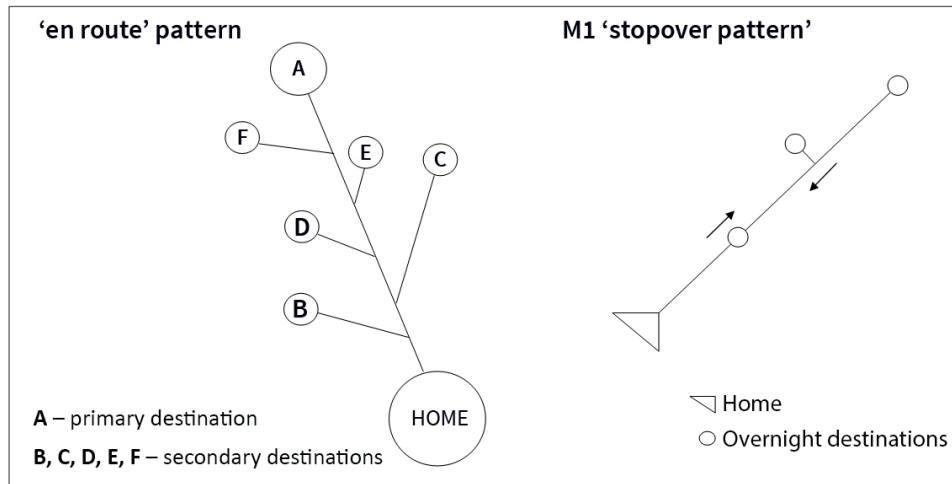 ‘en route’ pattern
A
F
E
C
D
B
HOME
A – primary destination
B, C, D, E, F – secondary destinations
M1 ‘stopover pattern’
Home
Overnight destinations